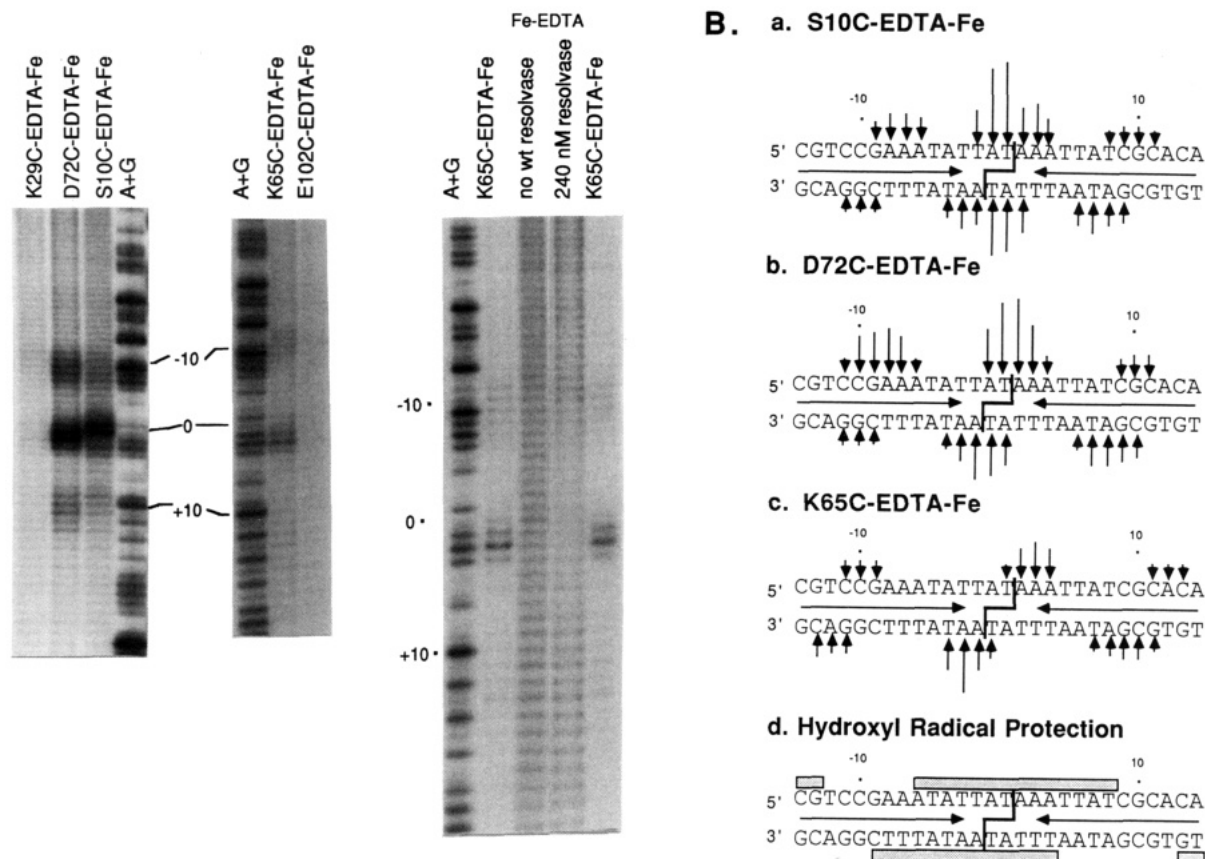 K29C-EDTA-Fe
D72C-EDTA-Fe
S10C-EDTA-Fe
A+G
-10
0
+10
A+G
K65C-EDTA-Fe
E102C-EDTA-Fe
Fe-EDTA
A+G
K65C-EDTA-Fe
no wt resolvase
240 nM resolvase
K65C-EDTA-Fe
-10
0
+10
B. a. S10C-EDTA-Fe
-10 10
5' CGTCCGAAATATTATAAATTATCGCACA
3' GCAGGCTTTATAATATTTAATAGCGTGT
b. D72C-EDTA-Fe
-10 10
5' CGTCCGAAATATTATAAATTATCGCACA
3' GCAGGCTTTATAATATTTAATAGCGTGT
c. K65C-EDTA-Fe
-10 10
5' CGTCCGAAATATTATAAATTATCGCACA
3' GCAGGCTTTATAATATTTAATAGCGTGT
d. Hydroxyl Radical Protection
-10 10
5' CGTCCGAAATATTATAAATTATCGCACA
3' GCAGGCTTTATAATATTTAATAGCGTGT